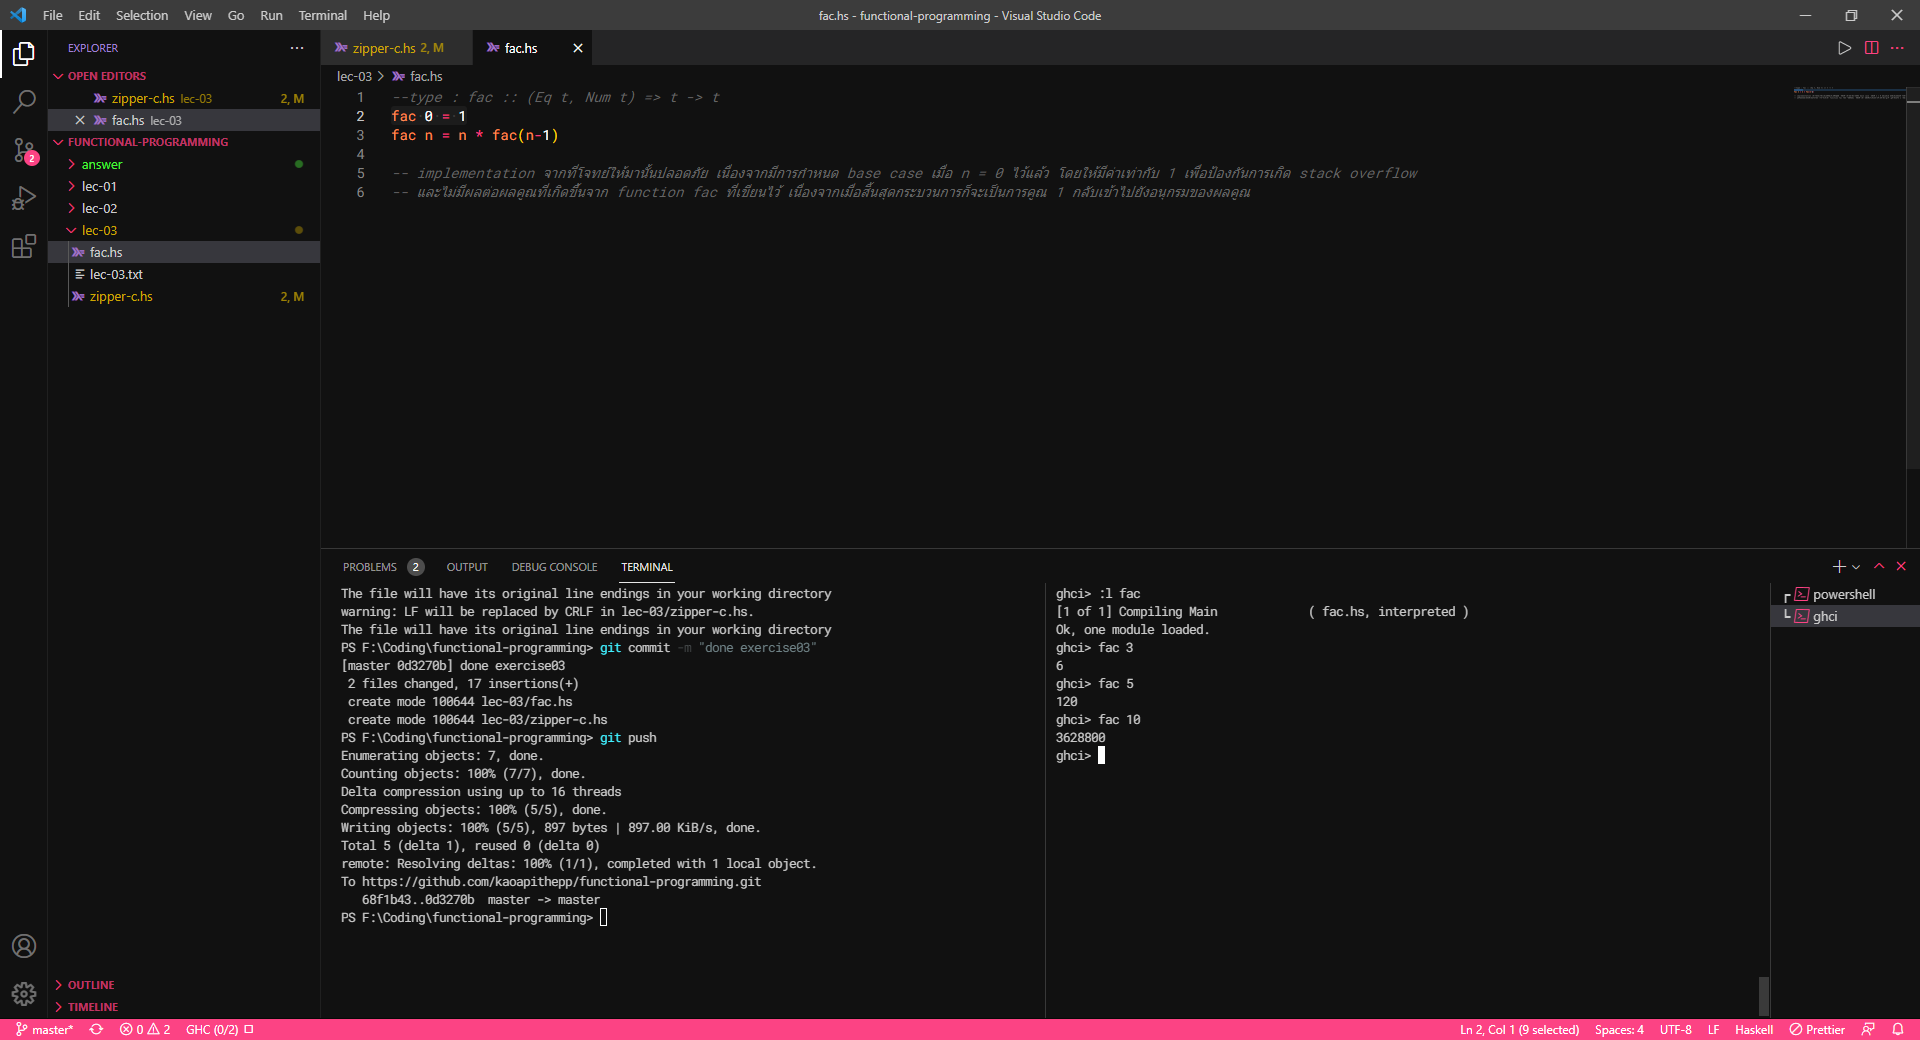 File Edit Selection View Go Run Terminal Help
fac.hs - functional-programming - Visual Studio Code
EXPLORER
OPEN EDITORS
zipper-c.hs lec-03 2, M
fac.hs lec-03
FUNCTIONAL-PROGRAMMING
answer
lec-01
lec-02
lec-03
fac.hs
lec-03.txt
zipper-c.hs 2, M
OUTLINE
TIMELINE
2
zipper-c.hs 2, M
fac.hs
lec-03 > fac.hs
1 --type : fac :: (Eq t, Num t) => t -> t
2 fac 0 = 1
3 fac n = n * fac(n-1)
4
5 -- implementation จากที่โจทย์ให้มานั้นปลอดภัย เนื่องจากมีการกำหนด base case เมื่อ n = 0 ไว้แล้ว โดยให้มีค่าเท่ากับ 1 เพื่อป้องกันการเกิด stack overflow
6 -- และไม่มีผลต่อผลคูณที่เกิดขึ้นจาก function fac ที่เขียนไว้ เนื่องจากเมื่อสิ้นสุดกระบวนการก็จะเป็นการคูณ 1 กลับเข้าไปยังอนุกรมของผลคูณ
PROBLEMS 2 OUTPUT DEBUG CONSOLE TERMINAL
The file will have its original line endings in your working directory
warning: LF will be replaced by CRLF in lec-03/zipper-c.hs.
The file will have its original line endings in your working directory
PS F:\Coding\functional-programming> git commit -m "done exercise03"
[master 0d3270b] done exercise03
2 files changed, 17 insertions(+)
create mode 100644 lec-03/fac.hs
create mode 100644 lec-03/zipper-c.hs
PS F:\Coding\functional-programming> git push
Enumerating objects: 7, done.
Counting objects: 100% (7/7), done.
Delta compression using up to 16 threads
Compressing objects: 100% (5/5), done.
Writing objects: 100% (5/5), 897 bytes | 897.00 KiB/s, done.
Total 5 (delta 1), reused 0 (delta 0)
remote: Resolving deltas: 100% (1/1), completed with 1 local object.
To https://github.com/kaoapithepp/functional-programming.git
68f1b43..0d3270b master -> master
PS F:\Coding\functional-programming>
ghci> :l fac
[1 of 1] Compiling Main ( fac.hs, interpreted )
Ok, one module loaded.
ghci> fac 3
6
ghci> fac 5
120
ghci> fac 10
3628800
ghci>
powershell
ghci
master* 0 2 GHC (0/2)
Ln 2, Col 1 (9 selected) Spaces: 4 UTF-8 LF Haskell Prettier